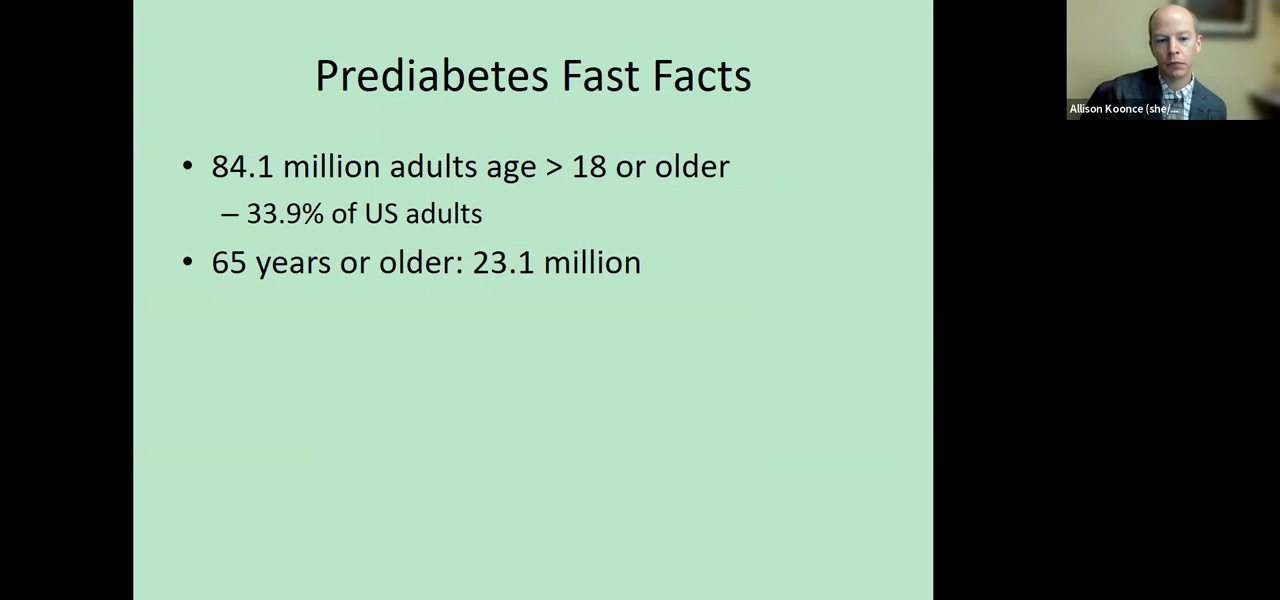 Prediabetes Fast Facts
• 84.1 million adults age > 18 or older
– 33.9% of US adults
• 65 years or older: 23.1 million
Allison Koonce (she/...